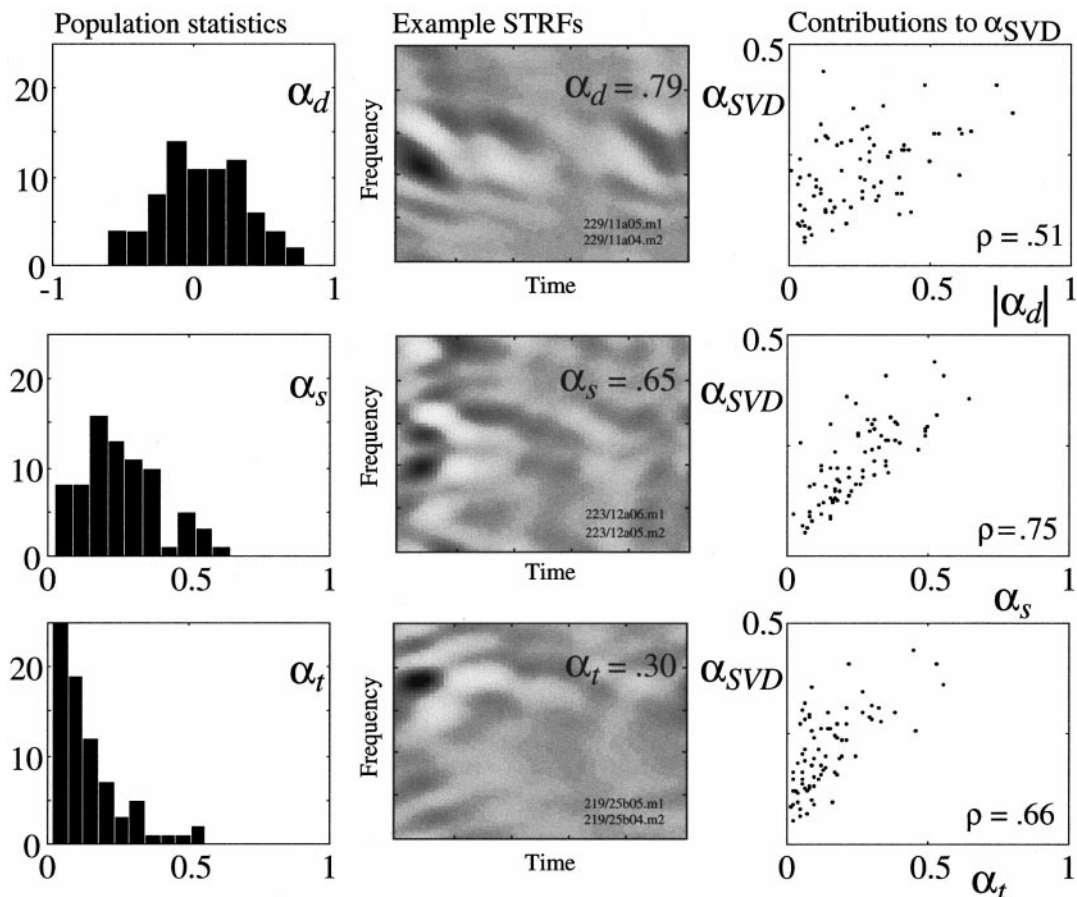 Population statistics
Example STRFs
Contributions to αSVD
20
10
0
-1
0
1
αd
αd = .79
Frequency
Time
229/11a05.m1
229/11a04.m2
0.5
αSVD
ρ = .51
0
0.5
1
|αd|
20
10
0
0
0.5
1
αs
αs = .65
Frequency
Time
223/12a06.m1
223/12a05.m2
0.5
αSVD
ρ = .75
0
0.5
1
αs
20
10
0
0
0.5
1
αt
αt = .30
Frequency
Time
219/25b05.m1
219/25b04.m2
0.5
αSVD
ρ = .66
0
0.5
1
αt